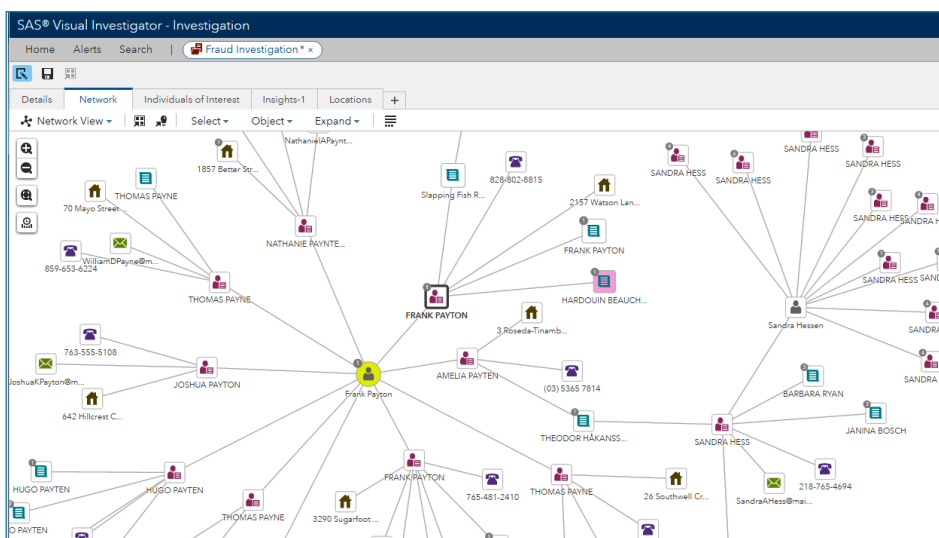 SAS® Visual Investigator - Investigation
Home Alerts Search | Fraud Investigation* ×
Details Network Individuals of Interest Insights-1 Locations +
Network View Select Object Expand
NathanielAPaynt...
1857 Better Str...
828-802-8815
SANDRA HESS
SANDRA HESS
SANDRA HESS
SANDRA HESS
THOMAS PAYNE
70 Mayo Street ...
Slapping Fish R...
2157 Watson Lan...
SANDRA HESS
SANDRA H
NATHANIE PAYNTE...
FRANK PAYTON
WilliamDPayne@m...
859-653-6224
THOMAS PAYNE
HARDOUIN BEAUCH...
SANDRA HESS
SAND
FRANK PAYTON
Sandra Hessen
3 Roseda-Tinamb...
SANDRA
763-555-5108
JoshuaKPayton@m...
JOSHUA PAYTON
AMELIA PAYTEN
(03) 5365 7814
SANDRA
Frank Payton
BARBARA RYAN
642 Hillcrest C...
THEODOR HÅKANSS...
SANDRA HESS
JANINA BOSCH
HUGO PAYTEN
HUGO PAYTEN
FRANK PAYTON
765-481-2410
THOMAS PAYNE
26 Southwell Cr...
SandraAHess@mai...
218-765-4694
THOMAS PAYNE
3290 Sugarfoot ...
O PAYTEN